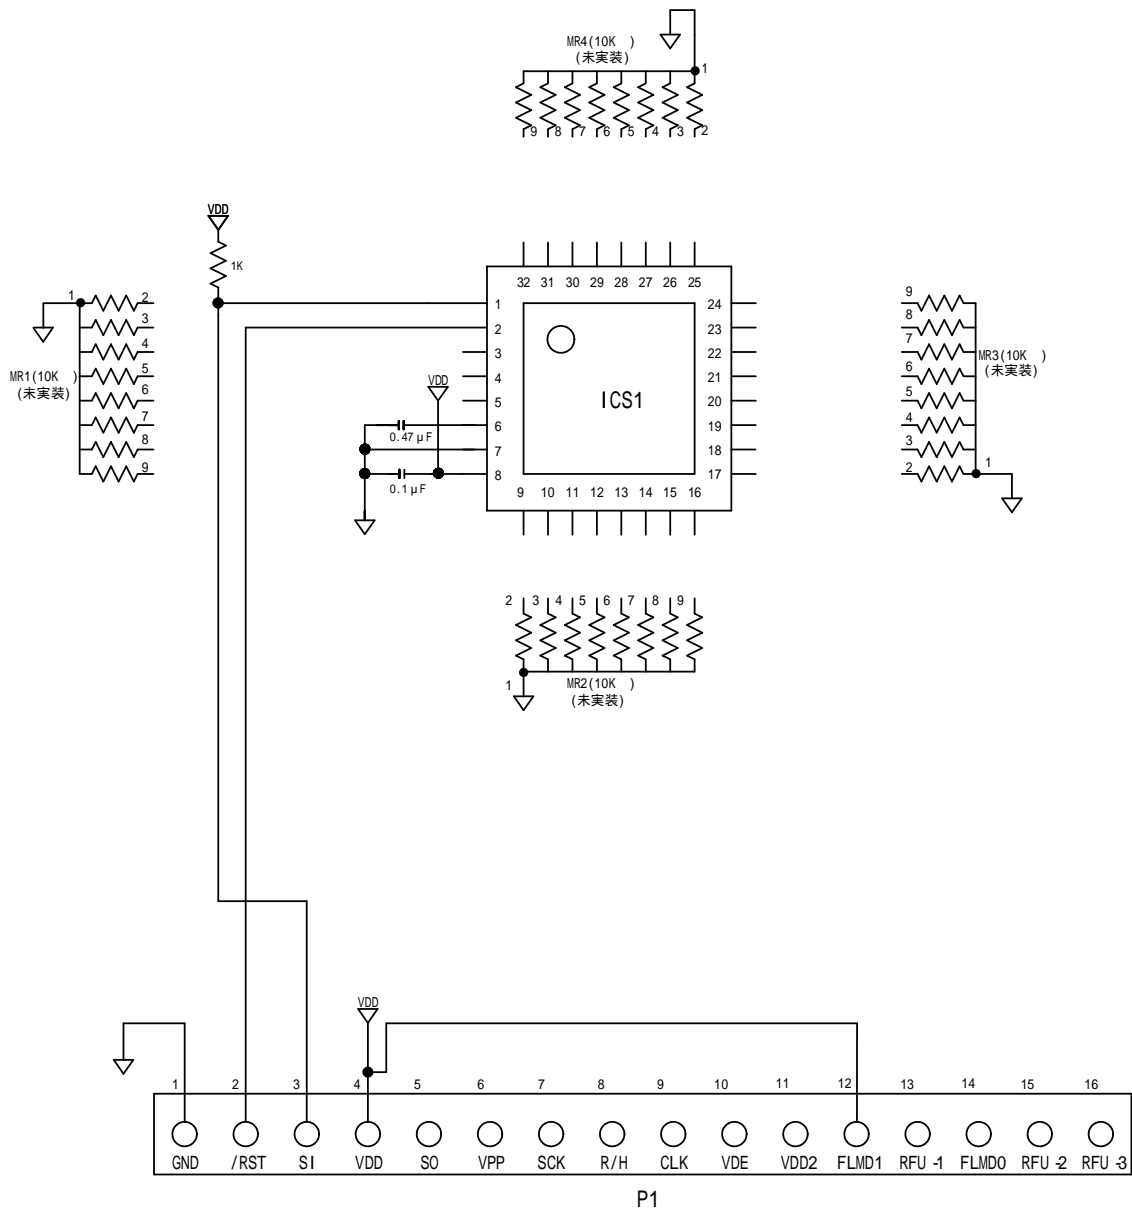 MR4(10K )
(未実装)
1
9 8 7 6 5 4 3 2
VDD
1K
32 31 30 29 28 27 26 25
1 2
3
4
5
6
7
8
9
MR1(10K )
(未実装)
1
2
3
4
5
6
7
8
VDD
0.47μF
0.1μF
ICS1
24
23
22
21
20
19
18
17
9 10 11 12 13 14 15 16
9
8
7
6
5
4
3
2 1
MR3(10K )
(未実装)
2 3 4 5 6 7 8 9
1
MR2(10K )
(未実装)
VDD
1 2 3 4 5 6 7 8 9 10 11 12 13 14 15 16
GND /RST SI VDD SO VPP SCK R/H CLK VDE VDD2 FLMD1 RFU-1 FLMD0 RFU-2 RFU-3
P1